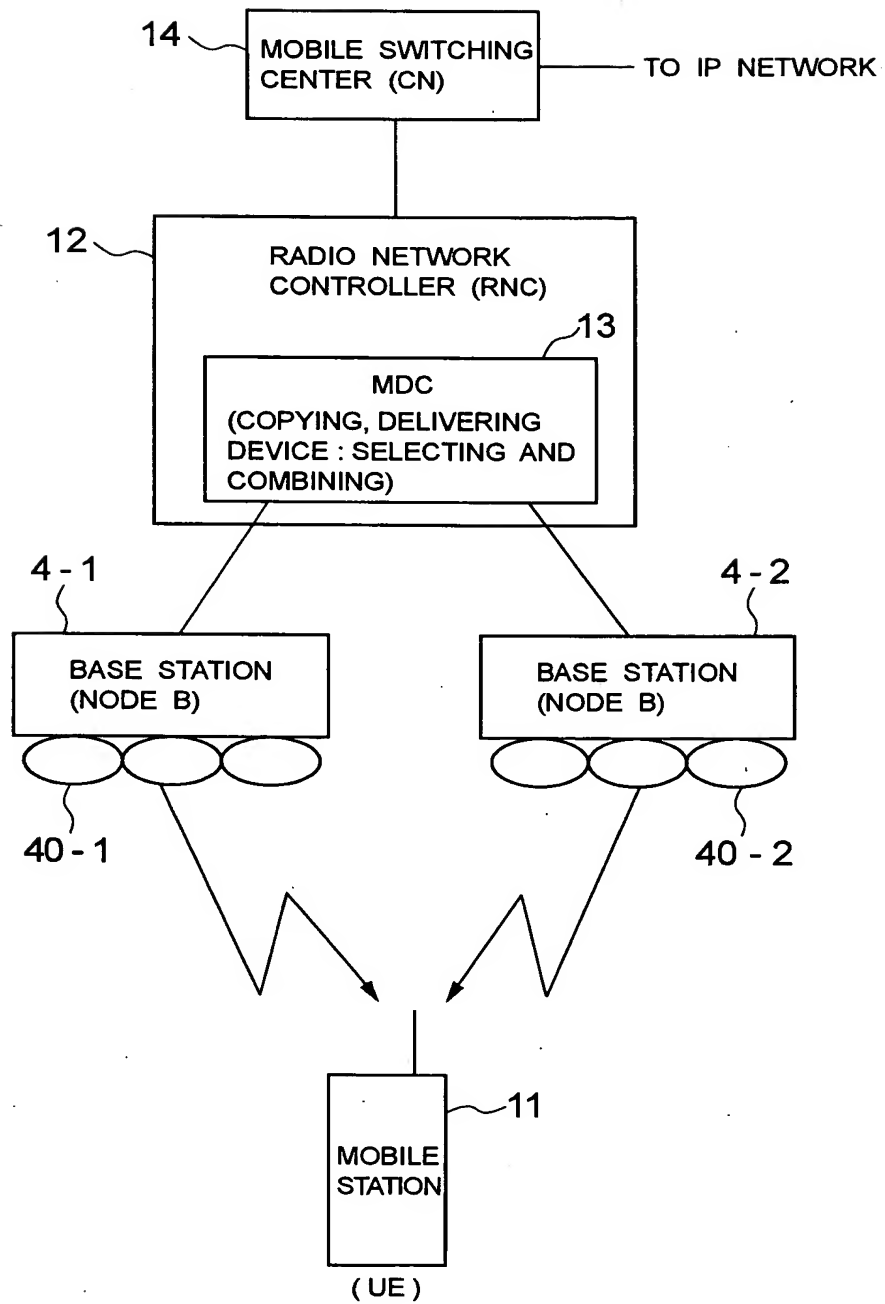 14
MOBILE SWITCHING
CENTER (CN)
TO IP NETWORK
12
RADIO NETWORK
CONTROLLER (RNC)
13
MDC
(COPYING, DELIVERING
DEVICE : SELECTING AND
COMBINING)
4-1
4-2
BASE STATION
(NODE B)
BASE STATION
(NODE B)
40-1
40-2
11
MOBILE
STATION
(UE)